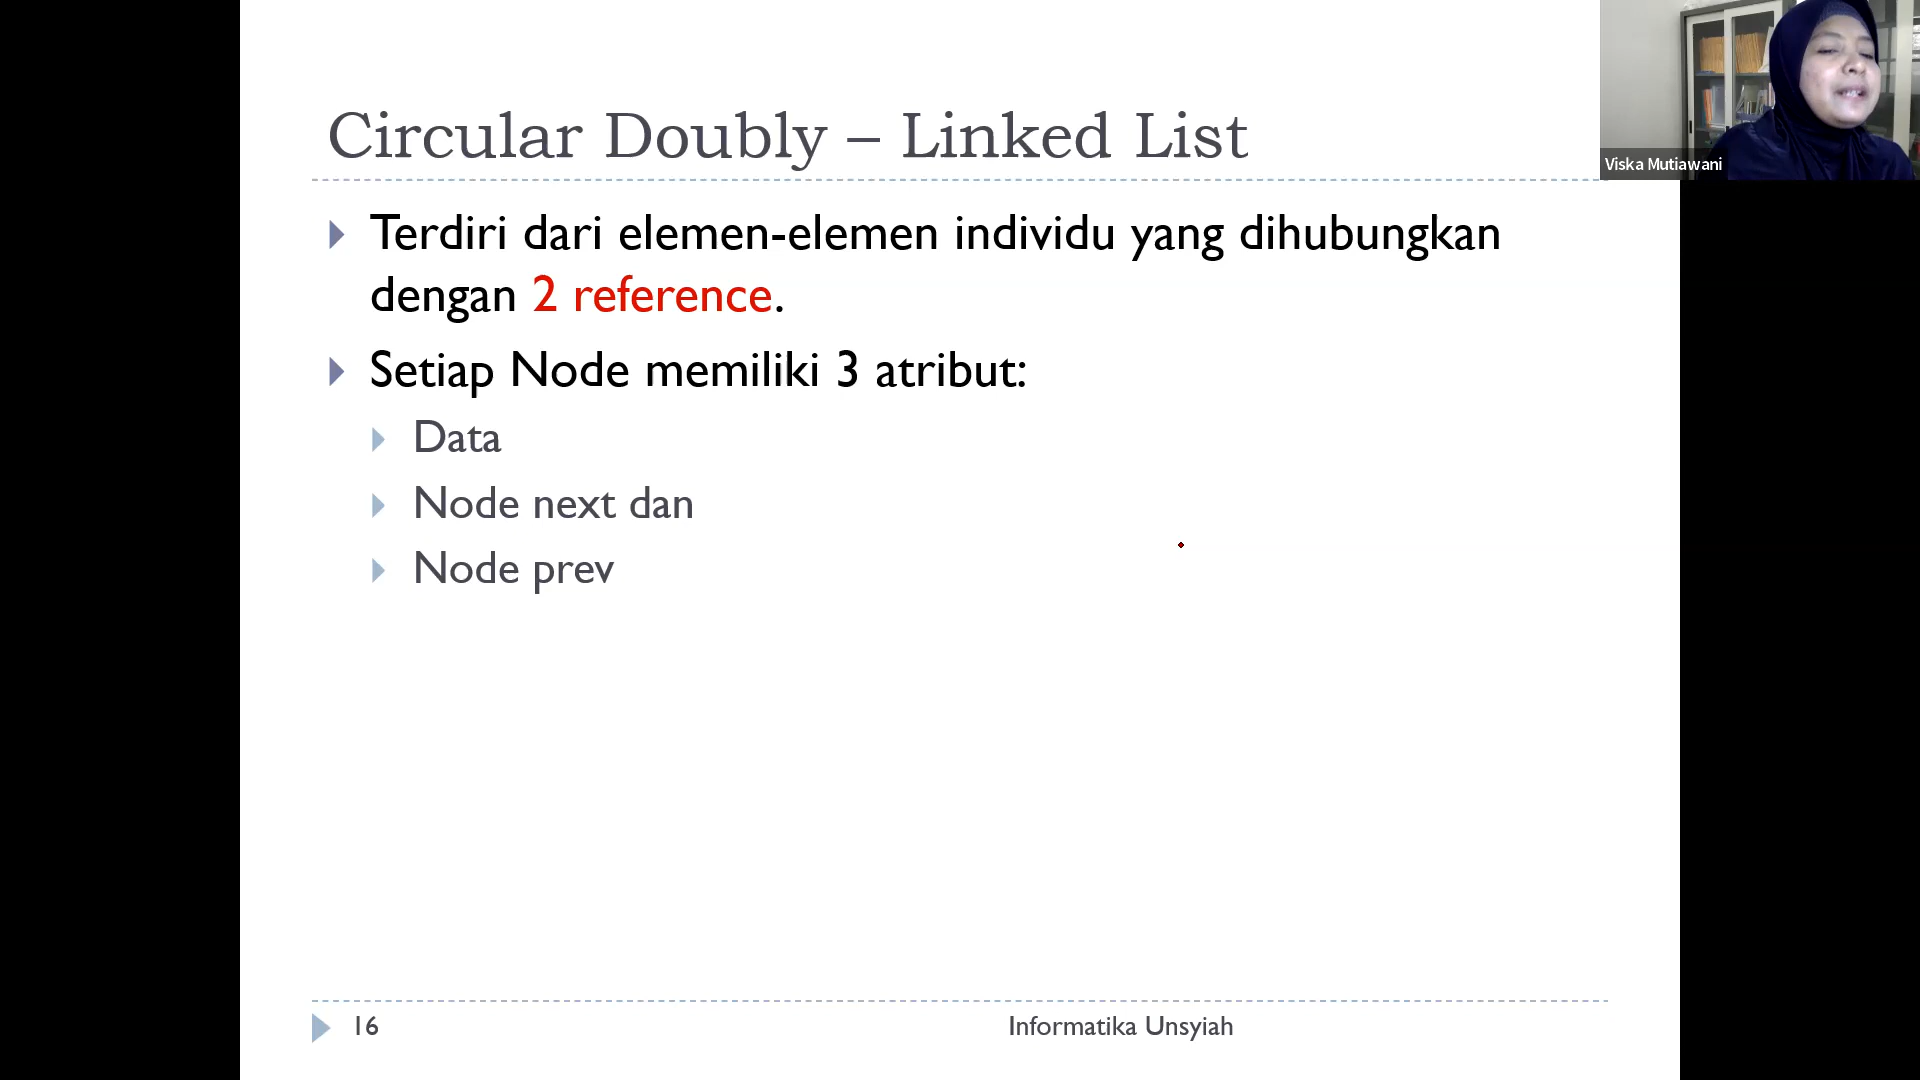 Circular Doubly – Linked List
Terdiri dari elemen-elemen individu yang dihubungkan
dengan 2 reference.
Setiap Node memiliki 3 atribut:
Data
Node next dan
Node prev
16
Informatika Unsyiah
Viska Mutiawani